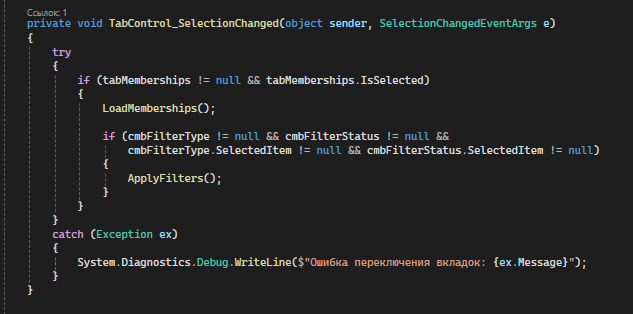 Ссылок: 1
private void TabControl_SelectionChanged(object sender, SelectionChangedEventArgs e)
{
try
{
if (tabMemberships != null && tabMemberships.IsSelected)
{
LoadMemberships();
if (cmbFilterType != null && cmbFilterStatus != null &&
cmbFilterType.SelectedItem != null && cmbFilterStatus.SelectedItem != null)
{
ApplyFilters();
}
}
}
catch (Exception ex)
{
System.Diagnostics.Debug.WriteLine($"Ошибка переключения вкладок: {ex.Message}");
}
}